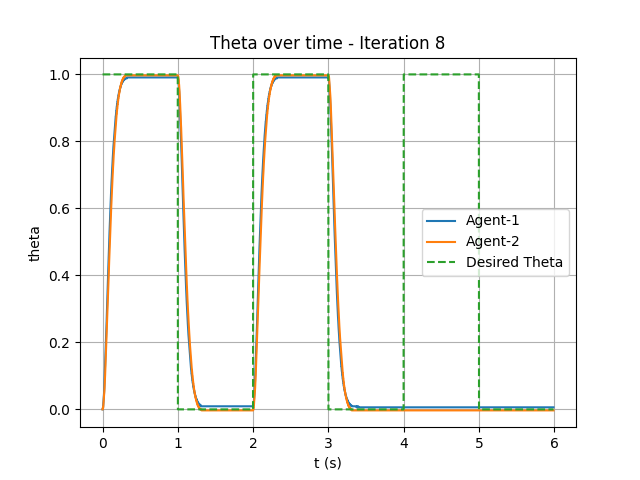 Theta over time - Iteration 8
theta
1.0
0.8
0.6
0.4
0.2
0.0
Agent-1
Agent-2
Desired Theta
0 1 2 3 4 5 6
t (s)